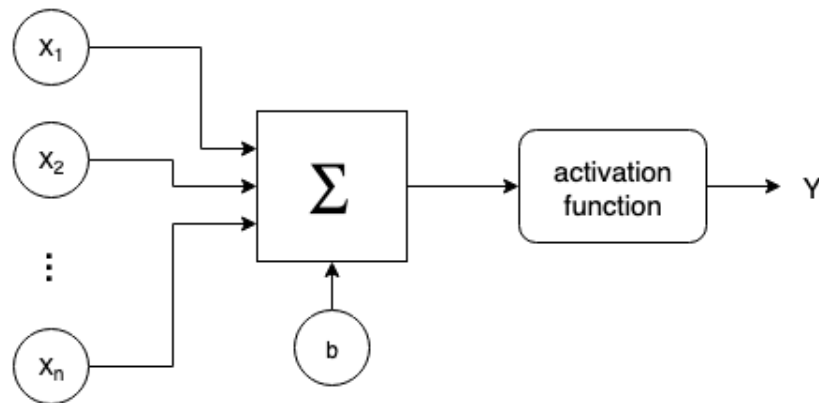 X₁
X₂
⋮
Xₙ
Σ
b
activation
function
Y